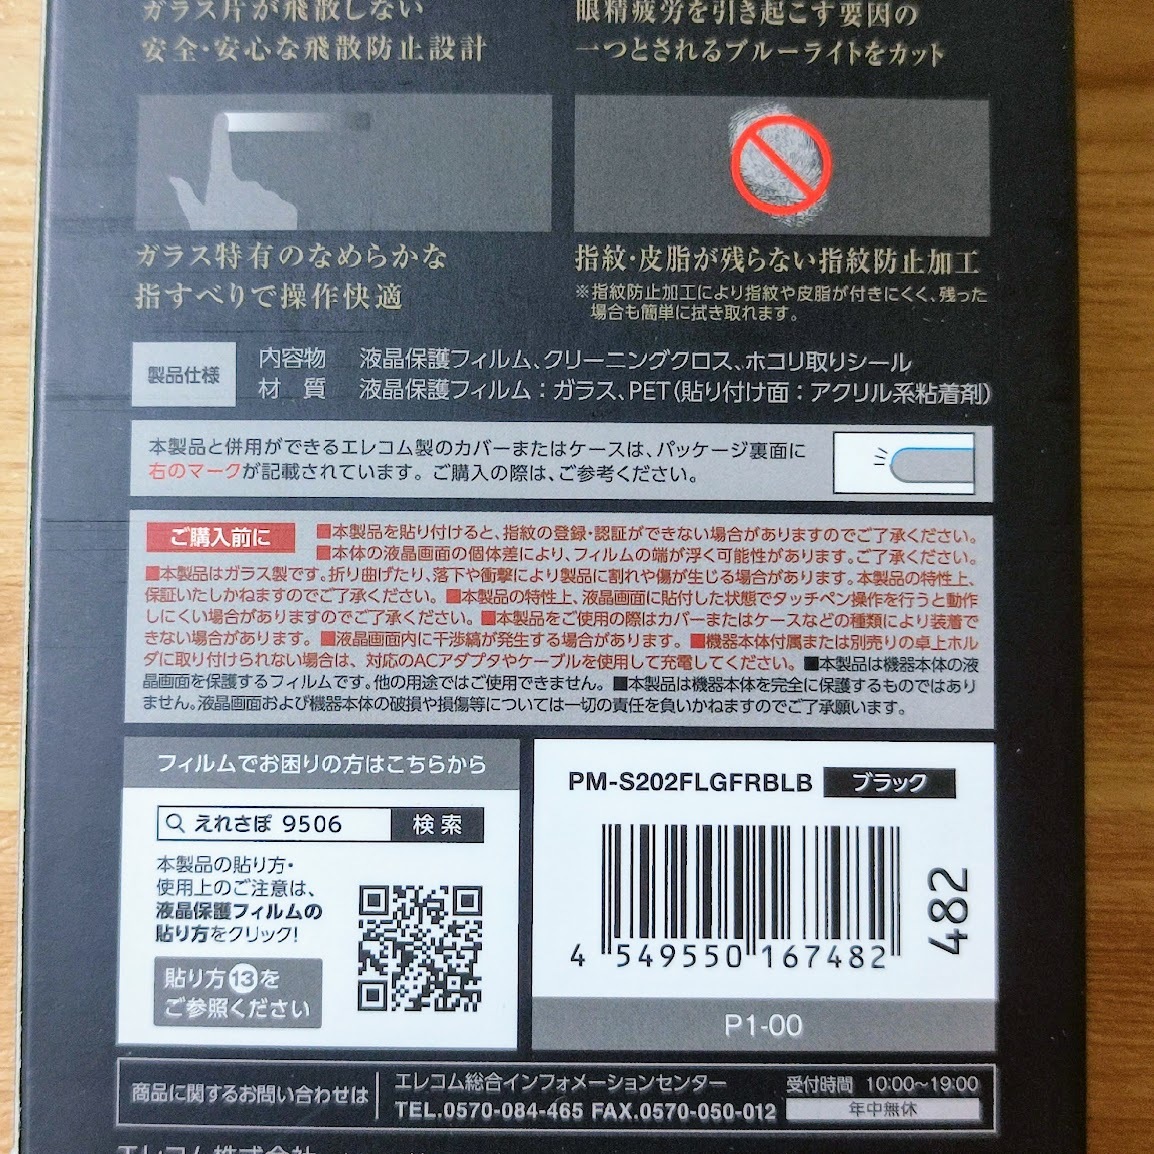 ガラス片が飛散しない
安全・安心な飛散防止設計
眼精疲労を引き起こす要因の
一つとされるブルーライトをカット
ガラス特有のなめらかな
指すべりで操作快適
指紋・皮脂が残らない指紋防止加工
※指紋防止加工により指紋や皮脂が付きにくく、残った
場合も簡単に拭き取れます。
製品仕様
内容物 液晶保護フィルム、クリーニングクロス、ホコリ取りシール
材質 液晶保護フィルム：ガラス、PET（貼り付け面：アクリル系粘着剤）
本製品と併用ができるエレコム製のカバーまたはケースは、パッケージ裏面に
右のマークが記載されています。ご購入の際は、ご参考ください。
ご購入前に
■本製品を貼り付けると、指紋の登録・認証ができない場合がありますのでご了承ください。
■本体の液晶画面の個体差により、フィルムの端が浮く可能性があります。ご了承ください。
■本製品はガラス製です。折り曲げたり、落下や衝撃により製品に割れや傷が生じる場合があります。本製品の特性上、
保証いたしかねますのでご了承ください。■本製品の特性上、液晶画面に貼付した状態でタッチペン操作を行うと動作
しにくい場合がありますのでご了承ください。■本製品をご使用の際はカバーまたはケースなどの種類により装着で
きない場合があります。■液晶画面内に干渉縞が発生する場合があります。■機器本体付属または別売りの卓上ホル
ダに取り付けられない場合は、対応のACアダプタやケーブルを使用して充電してください。■本製品は機器本体の液
晶画面を保護するフィルムです。他の用途ではご使用できません。■本製品は機器本体を完全に保護するものではあり
ません。液晶画面および機器本体の破損や損傷等については一切の責任を負いかねますのでご了承願います。
フィルムでお困りの方はこちらから
えれさぽ 9506 検索
本製品の貼り方・
使用上のご注意は、
液晶保護フィルムの
貼り方をクリック!
貼り方⑬を
ご参照ください
PM-S202FLGFRBLB ブラック
4 549550 167482
482
P1-00
商品に関するお問い合わせは
エレコム総合インフォメーションセンター
TEL.0570-084-465 FAX.0570-050-012
受付時間 10:00~19:00
年中無休
エレコム株式会社